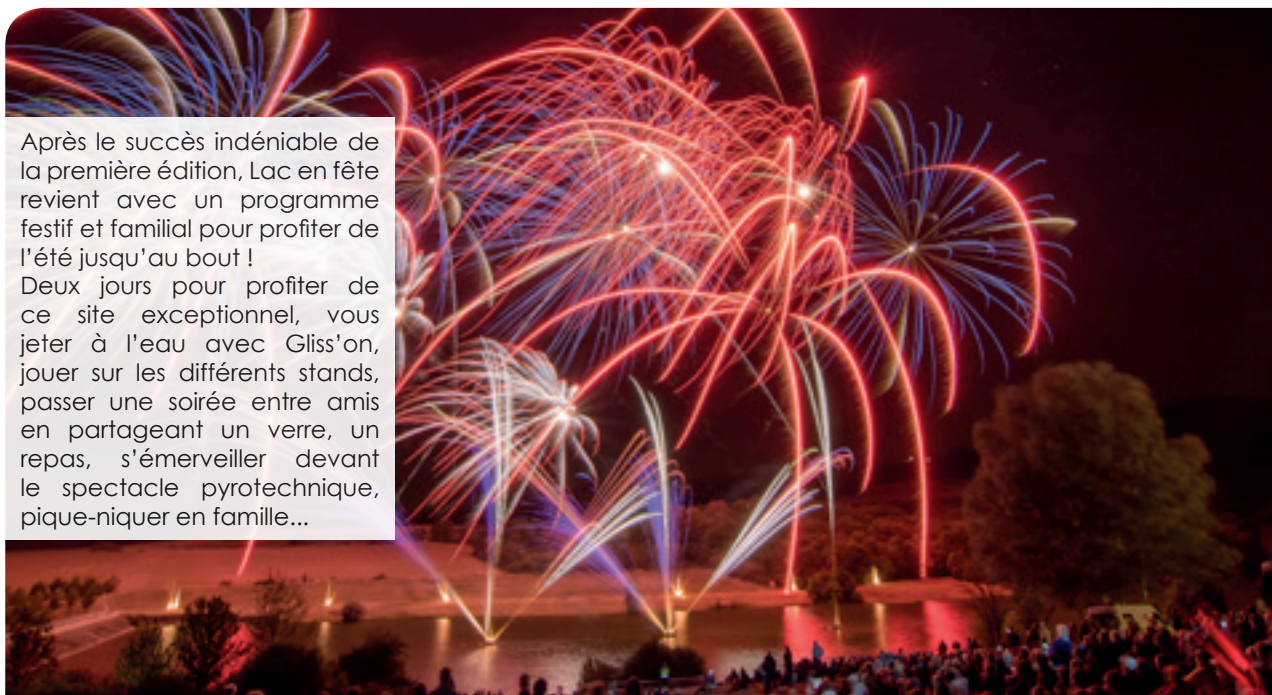 Après le succès indéniable de
la première édition, Lac en fête
revient avec un programme
festif et familial pour profiter de
l’été jusqu’au bout !
Deux jours pour profiter de
ce site exceptionnel, vous
jeter à l’eau avec Gliss’on,
jouer sur les différents stands,
passer une soirée entre amis
en partageant un verre, un
repas, s’émerveiller devant
le spectacle pyrotechnique,
pique-niquer en famille...